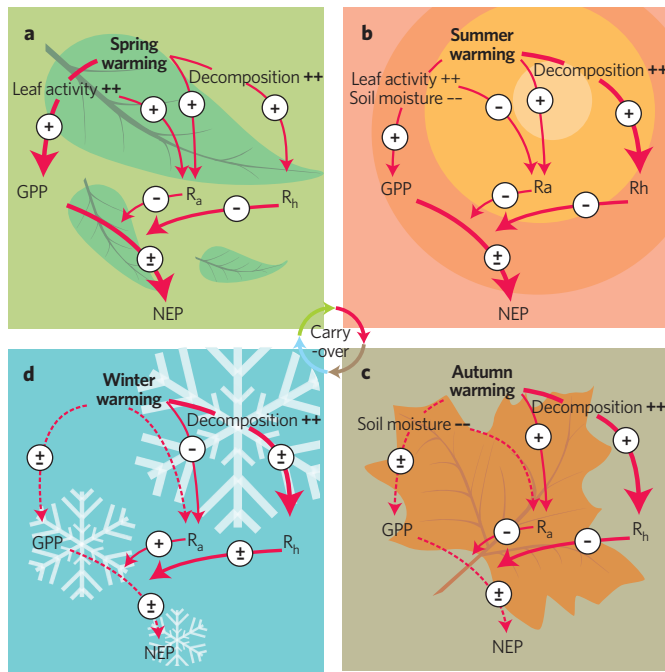 a
Spring
warming
Decomposition ++
Leaf activity ++
+
+
+
+
GPP
−
Ra
−
Rh
±
NEP
b
Summer
warming
Decomposition ++
Leaf activity ++
Soil moisture −−
−
+
+
+
GPP
−
Ra
−
Rh
±
NEP
Carry
-over
d
Winter
warming
Decomposition ++
±
−
±
GPP
+
Ra
±
Rh
±
NEP
c
Autumn
warming
Decomposition ++
Soil moisture −−
±
+
+
GPP
−
Ra
−
Rh
±
NEP